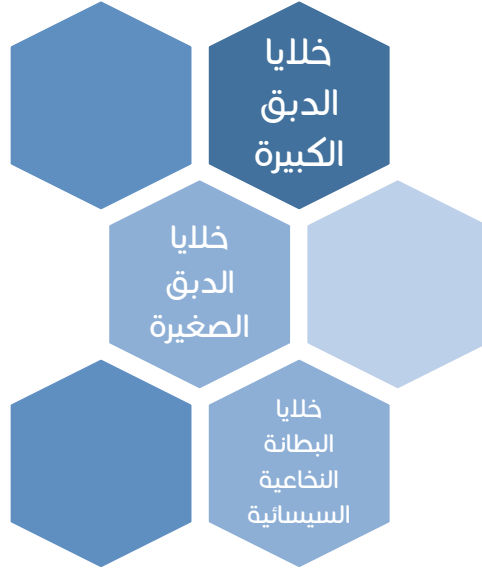 خلايا
الدبق
الكبيرة
خلايا
الدبق
الصغيرة
خلايا
البطانة
النخاعية
السيسائية